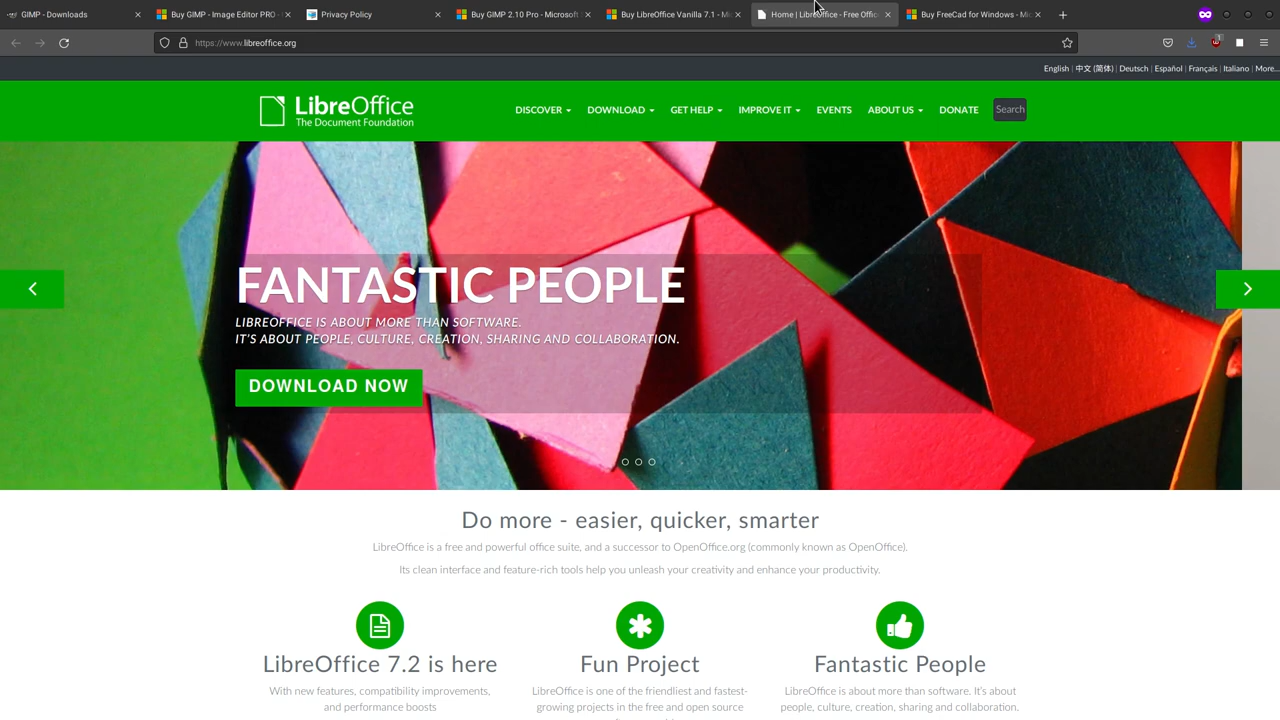 GIMP - Downloads
Buy GIMP - Image Editor PRO -
Privacy Policy
Buy GIMP 2.10 Pro - Microsoft
Buy LibreOffice Vanilla 7.1 - Mi
Home | LibreOffice - Free Offic
Buy FreeCad for Windows - Mic
https://www.libreoffice.org
1
English | 中文 (简体) | Deutsch | Español | Français | Italiano | More...
LibreOffice
The Document Foundation
DISCOVER
DOWNLOAD
GET HELP
IMPROVE IT
EVENTS
ABOUT US
DONATE
Search
FANTASTIC PEOPLE
LIBREOFFICE IS ABOUT MORE THAN SOFTWARE.
IT'S ABOUT PEOPLE, CULTURE, CREATION, SHARING AND COLLABORATION.
DOWNLOAD NOW
Do more - easier, quicker, smarter
LibreOffice is a free and powerful office suite, and a successor to OpenOffice.org (commonly known as OpenOffice).
Its clean interface and feature-rich tools help you unleash your creativity and enhance your productivity.
LibreOffice 7.2 is here
With new features, compatibility improvements,
and performance boosts
Fun Project
LibreOffice is one of the friendliest and fastest-
growing projects in the free and open source
Fantastic People
LibreOffice is about more than software. It's about
people, culture, creation, sharing and collaboration.